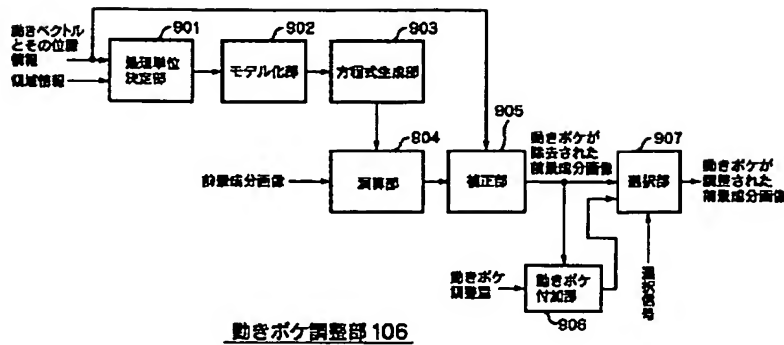 901
902
903
動きベクトル
とその位置
情報
領域情報
処理単位
決定部
モデル化部
方程式生成部
904
905
907
動きボケが
除去された
前景成分画像
動きボケが
調整された
前景成分画像
前景成分画像
演算部
補正部
選択部
動きボケ
調整量
動きボケ
付加部
906
選択信号
動きボケ調整部 106